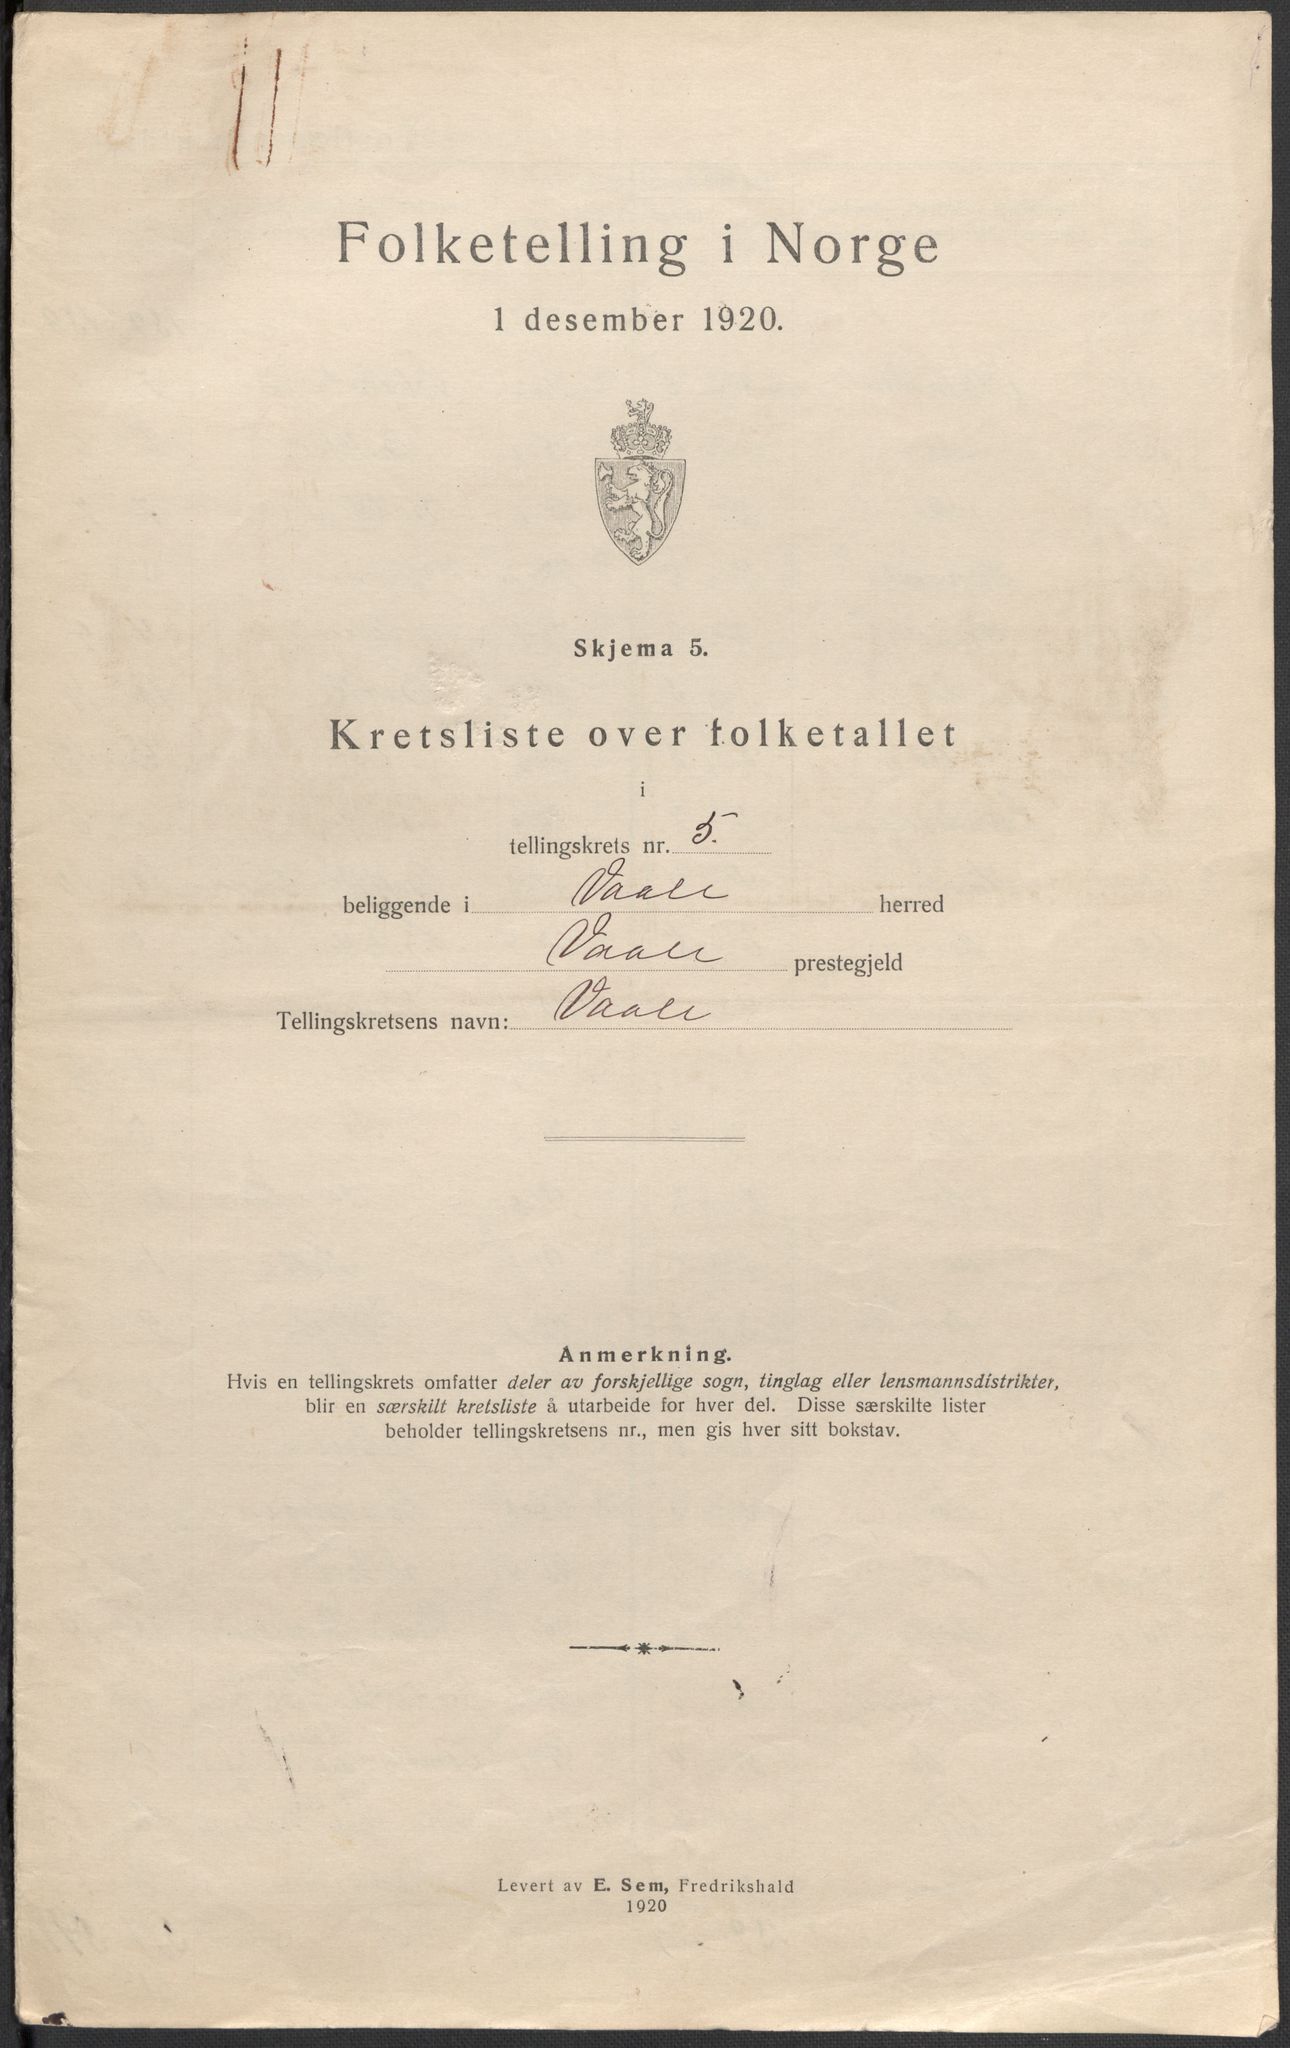 Folketelling i Norge
1 desember 1920.
Skjema 5.
Kretsliste over folketallet
i
tellingskrets nr. 5.
beliggende i Vaale herred
Vaale prestegjeld
Tellingskretsens navn: Vaale
Anmerkning.
Hvis en tellingskrets omfatter deler av forskjellige sogn, tinglag eller lensmannsdistrikter,
blir en særskilt kretsliste å utarbeide for hver del. Disse særskilte lister
beholder tellingskretsens nr., men gis hver sitt bokstav.
Levert av E. Sem, Fredrikshald
1920